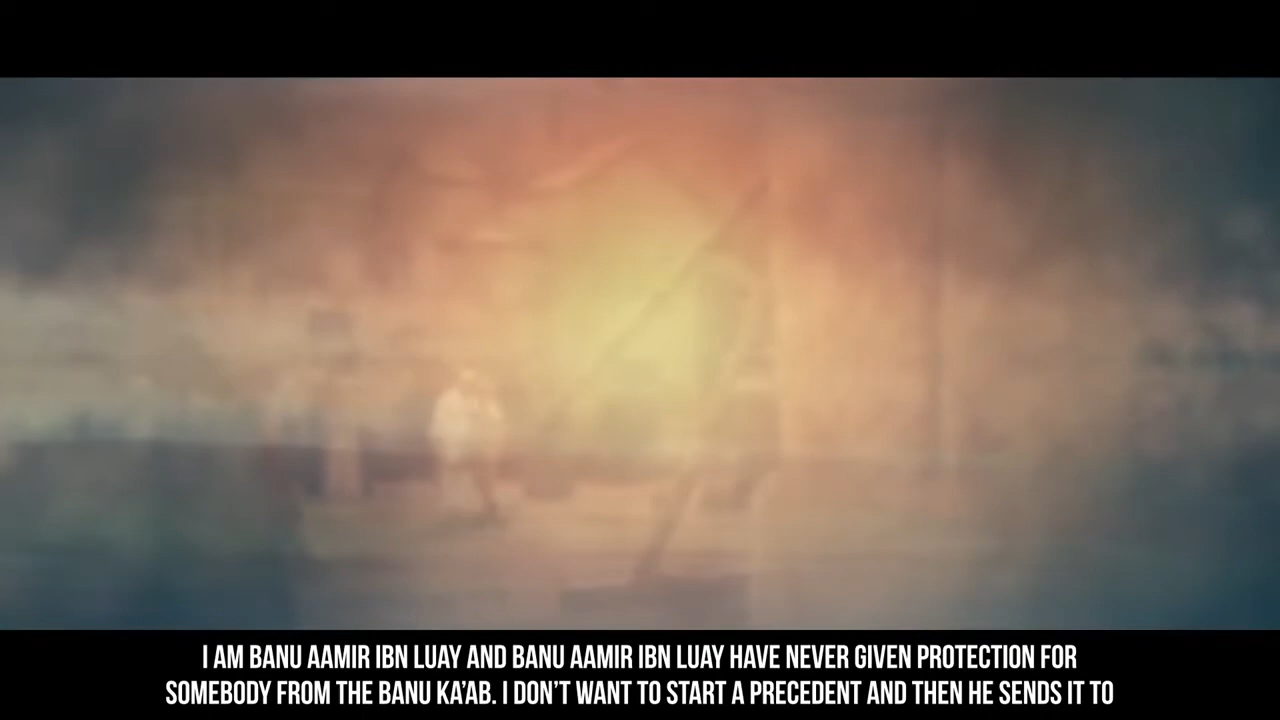 I AM BANU AAMIR IBN LUAY AND BANU AAMIR IBN LUAY HAVE NEVER GIVEN PROTECTION FOR
SOMEBODY FROM THE BANU KA'AB. I DON'T WANT TO START A PRECEDENT AND THEN HE SENDS IT TO